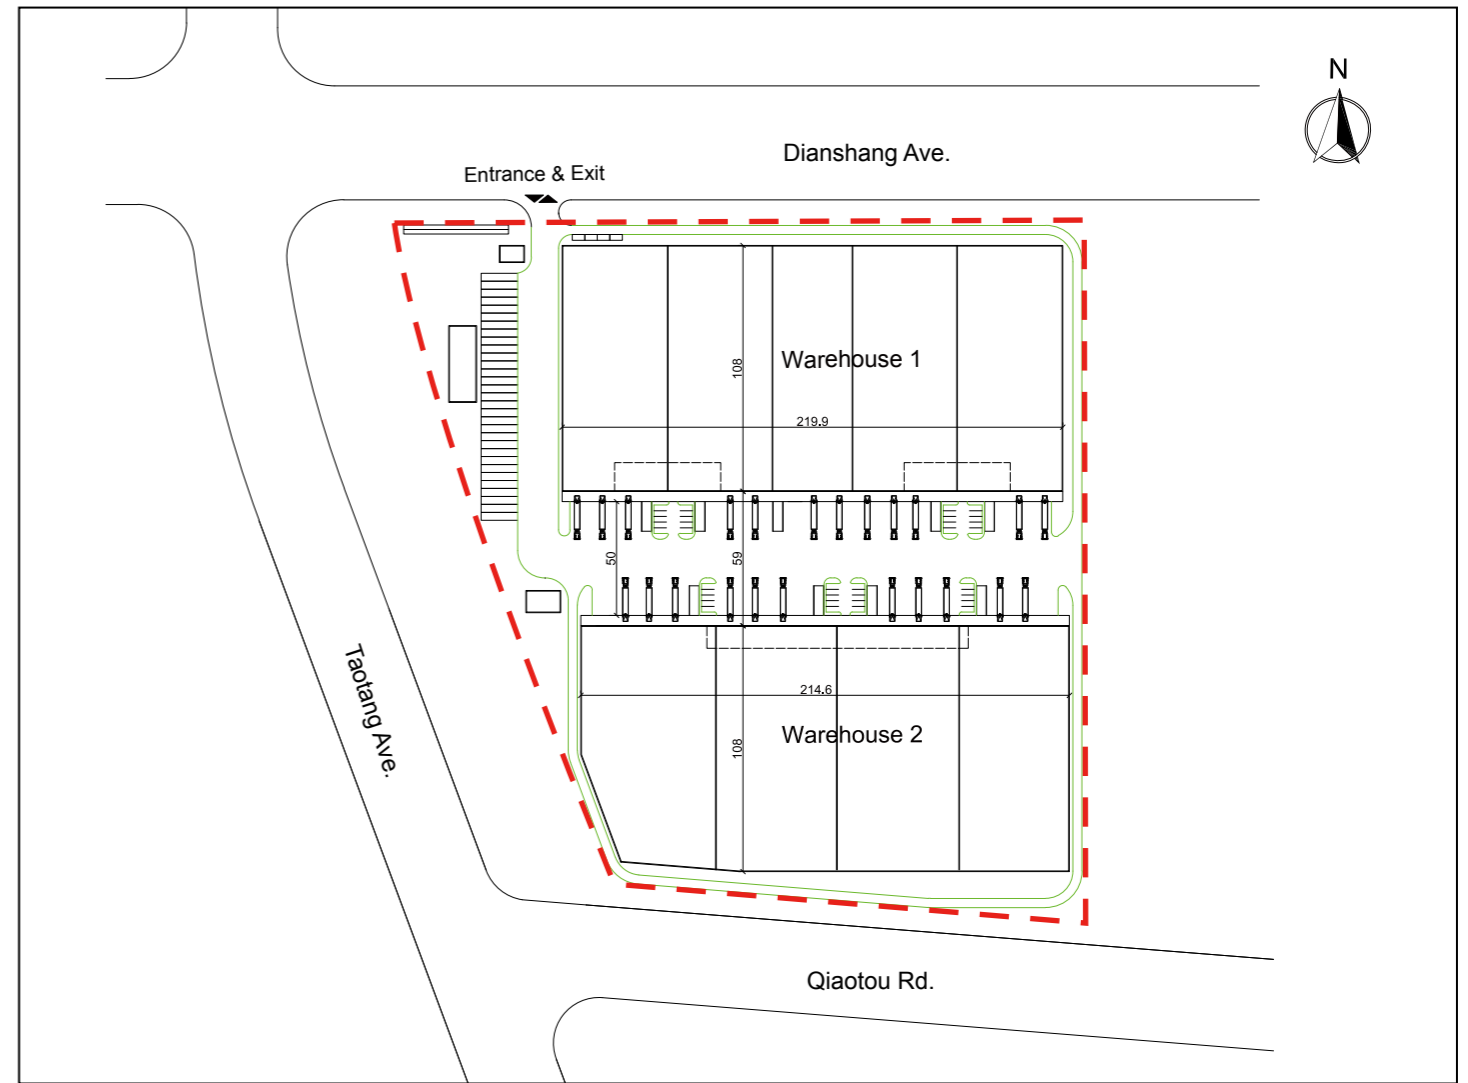 N
Dianshang Ave.
Entrance & Exit
Warehouse 1
108
219.9
50
59
214.6
Warehouse 2
108
Taotang Ave.
Qiaotou Rd.